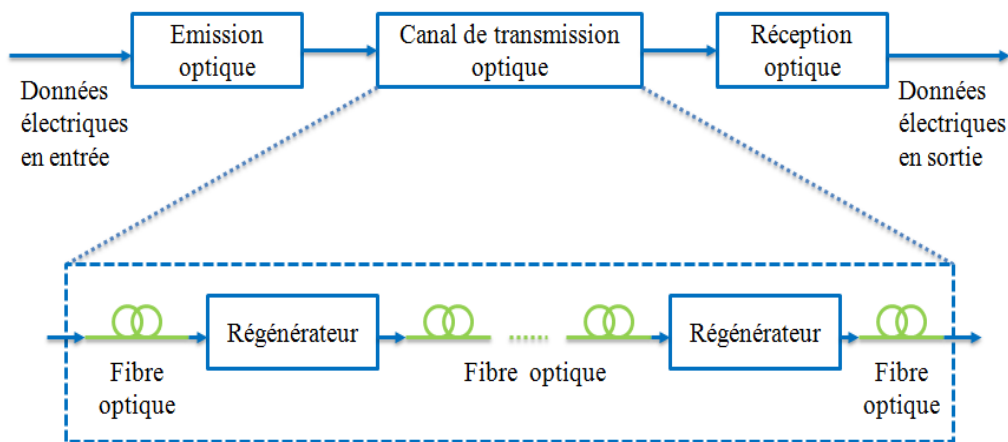 Emission
optique
Canal de transmission
optique
Réception
optique
Données
électriques
en entrée
Données
électriques
en sortie
Régénérateur
Régénérateur
Fibre
optique
Fibre optique
Fibre
optique